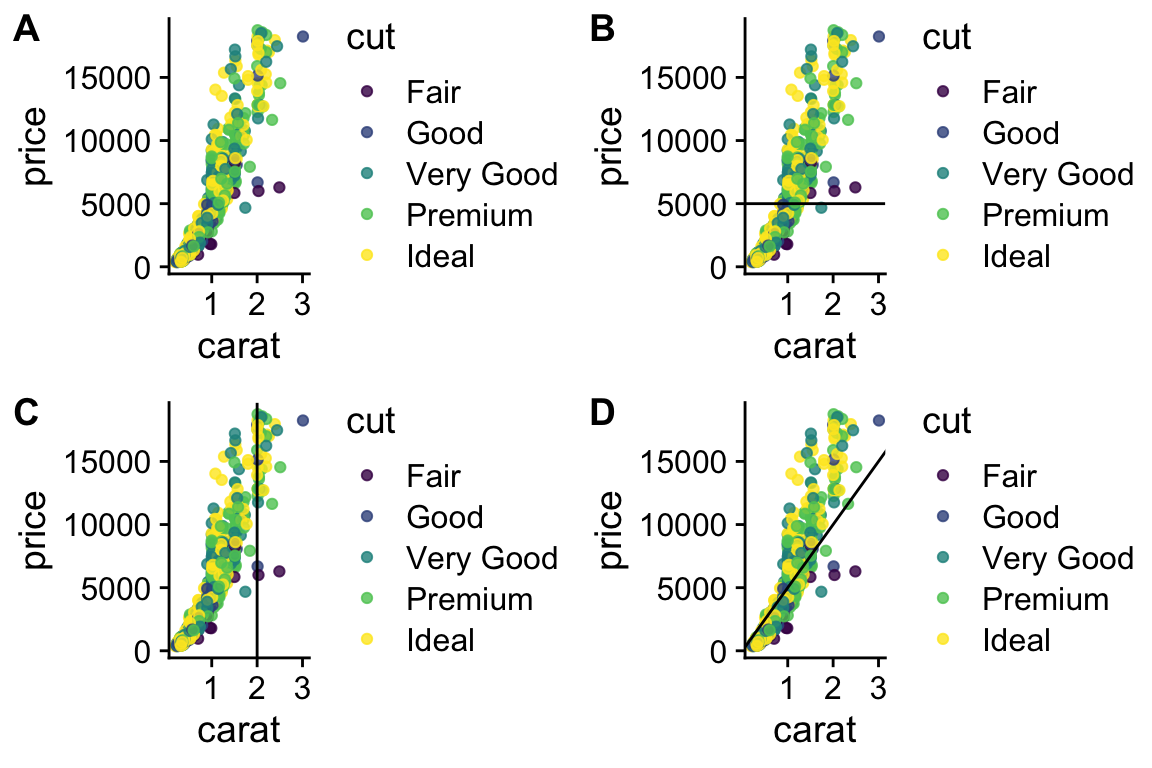 A
cut
15000
10000
5000
0
price
Fair
Good
Very Good
Premium
Ideal
1 2 3
carat
B
cut
15000
10000
5000
0
price
Fair
Good
Very Good
Premium
Ideal
1 2 3
carat
C
cut
15000
10000
5000
0
price
Fair
Good
Very Good
Premium
Ideal
1 2 3
carat
D
cut
15000
10000
5000
0
price
Fair
Good
Very Good
Premium
Ideal
1 2 3
carat